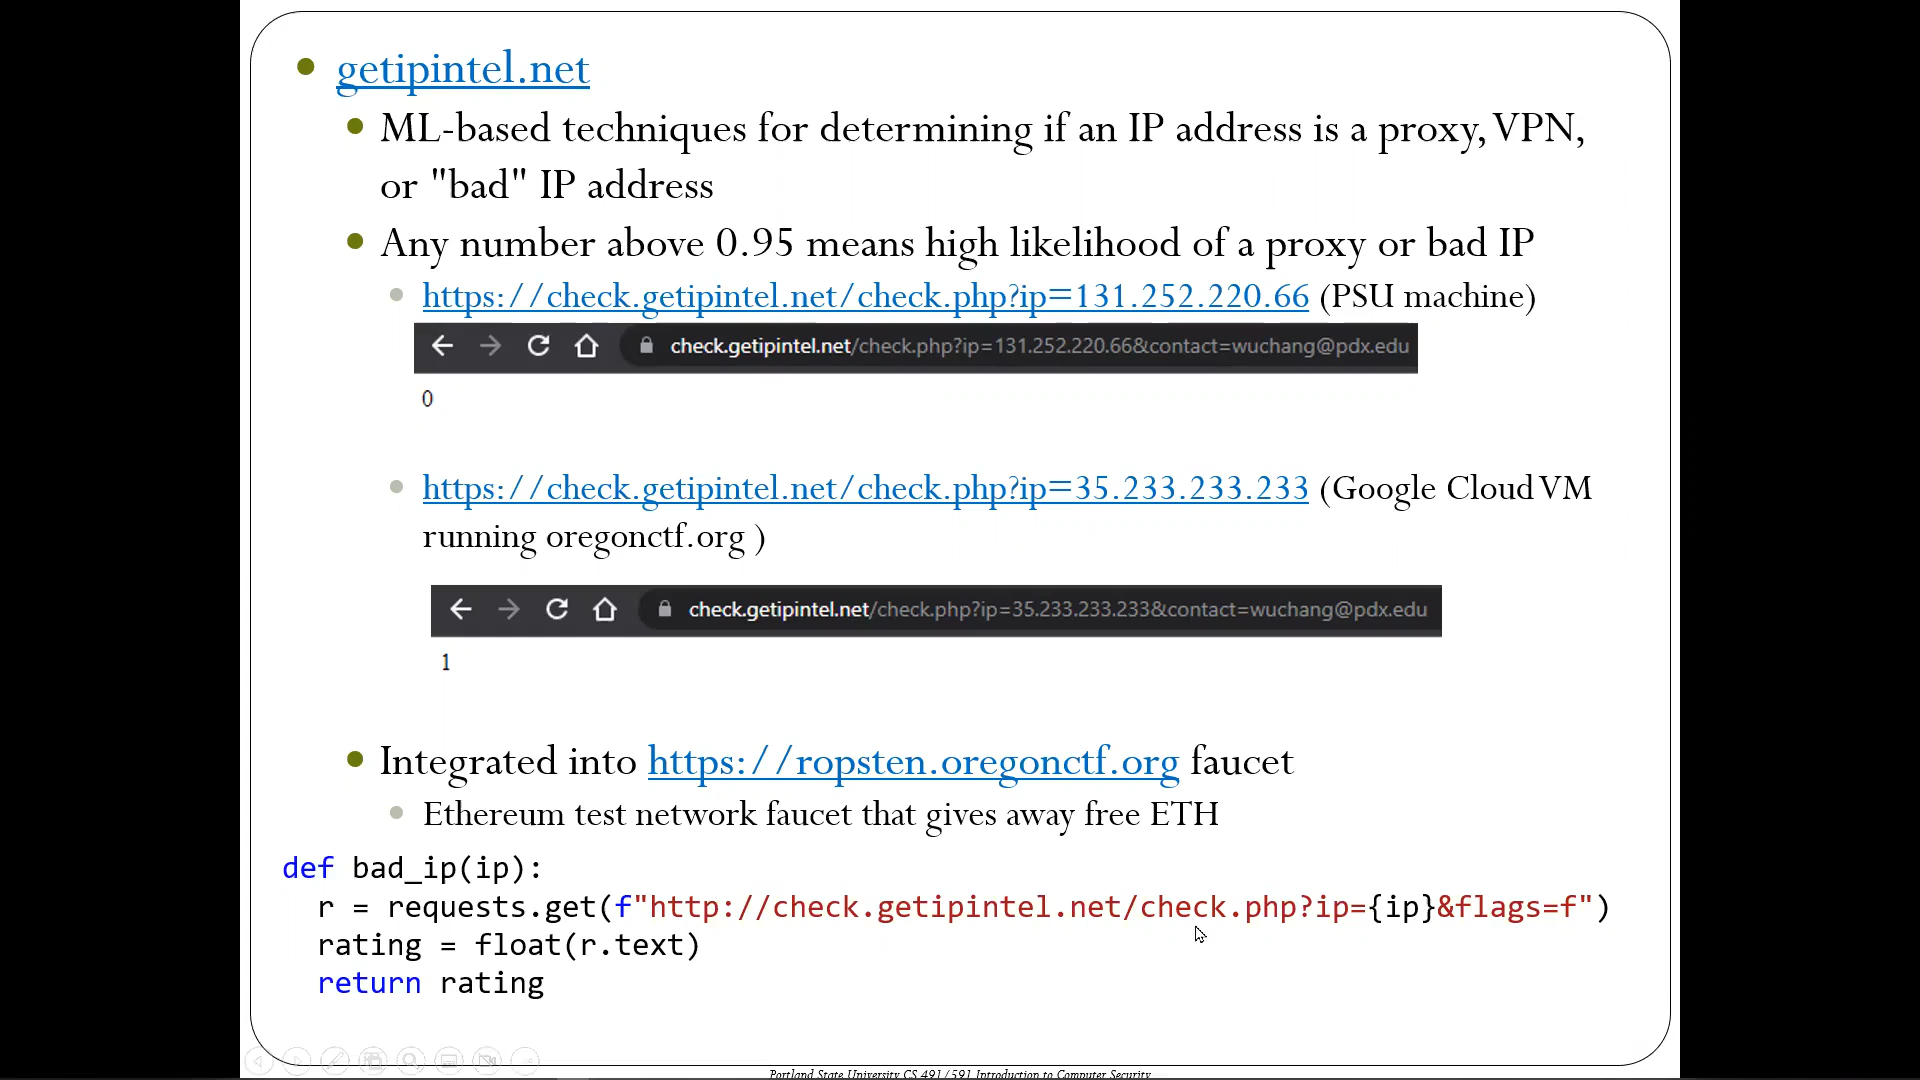 getipintel.net
ML-based techniques for determining if an IP address is a proxy, VPN,
or "bad" IP address
Any number above 0.95 means high likelihood of a proxy or bad IP
https://check.getipintel.net/check.php?ip=131.252.220.66 (PSU machine)
check.getipintel.net/check.php?ip=131.252.220.66&contact=wuchang@pdx.edu
0
https://check.getipintel.net/check.php?ip=35.233.233.233 (Google Cloud VM
running oregonctf.org )
check.getipintel.net/check.php?ip=35.233.233.233&contact=wuchang@pdx.edu
1
Integrated into https://ropsten.oregonctf.org faucet
Ethereum test network faucet that gives away free ETH
def bad_ip(ip):
  r = requests.get(f"http://check.getipintel.net/check.php?ip={ip}&flags=f")
  rating = float(r.text)
  return rating
Portland State University CS 491/591 Introduction to Computer Security